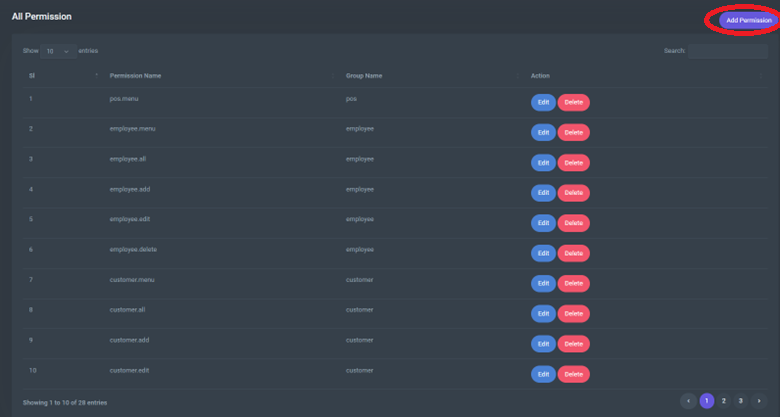 All Permission
Add Permission
Show 10 entries
Search:
Sl Permission Name Group Name Action
1 pos.menu pos Edit Delete
2 employee.menu employee Edit Delete
3 employee.all employee Edit Delete
4 employee.add employee Edit Delete
5 employee.edit employee Edit Delete
6 employee.delete employee Edit Delete
7 customer.menu customer Edit Delete
8 customer.all customer Edit Delete
9 customer.add customer Edit Delete
10 customer.edit customer Edit Delete
Showing 1 to 10 of 28 entries
‹ 1 2 3 ›